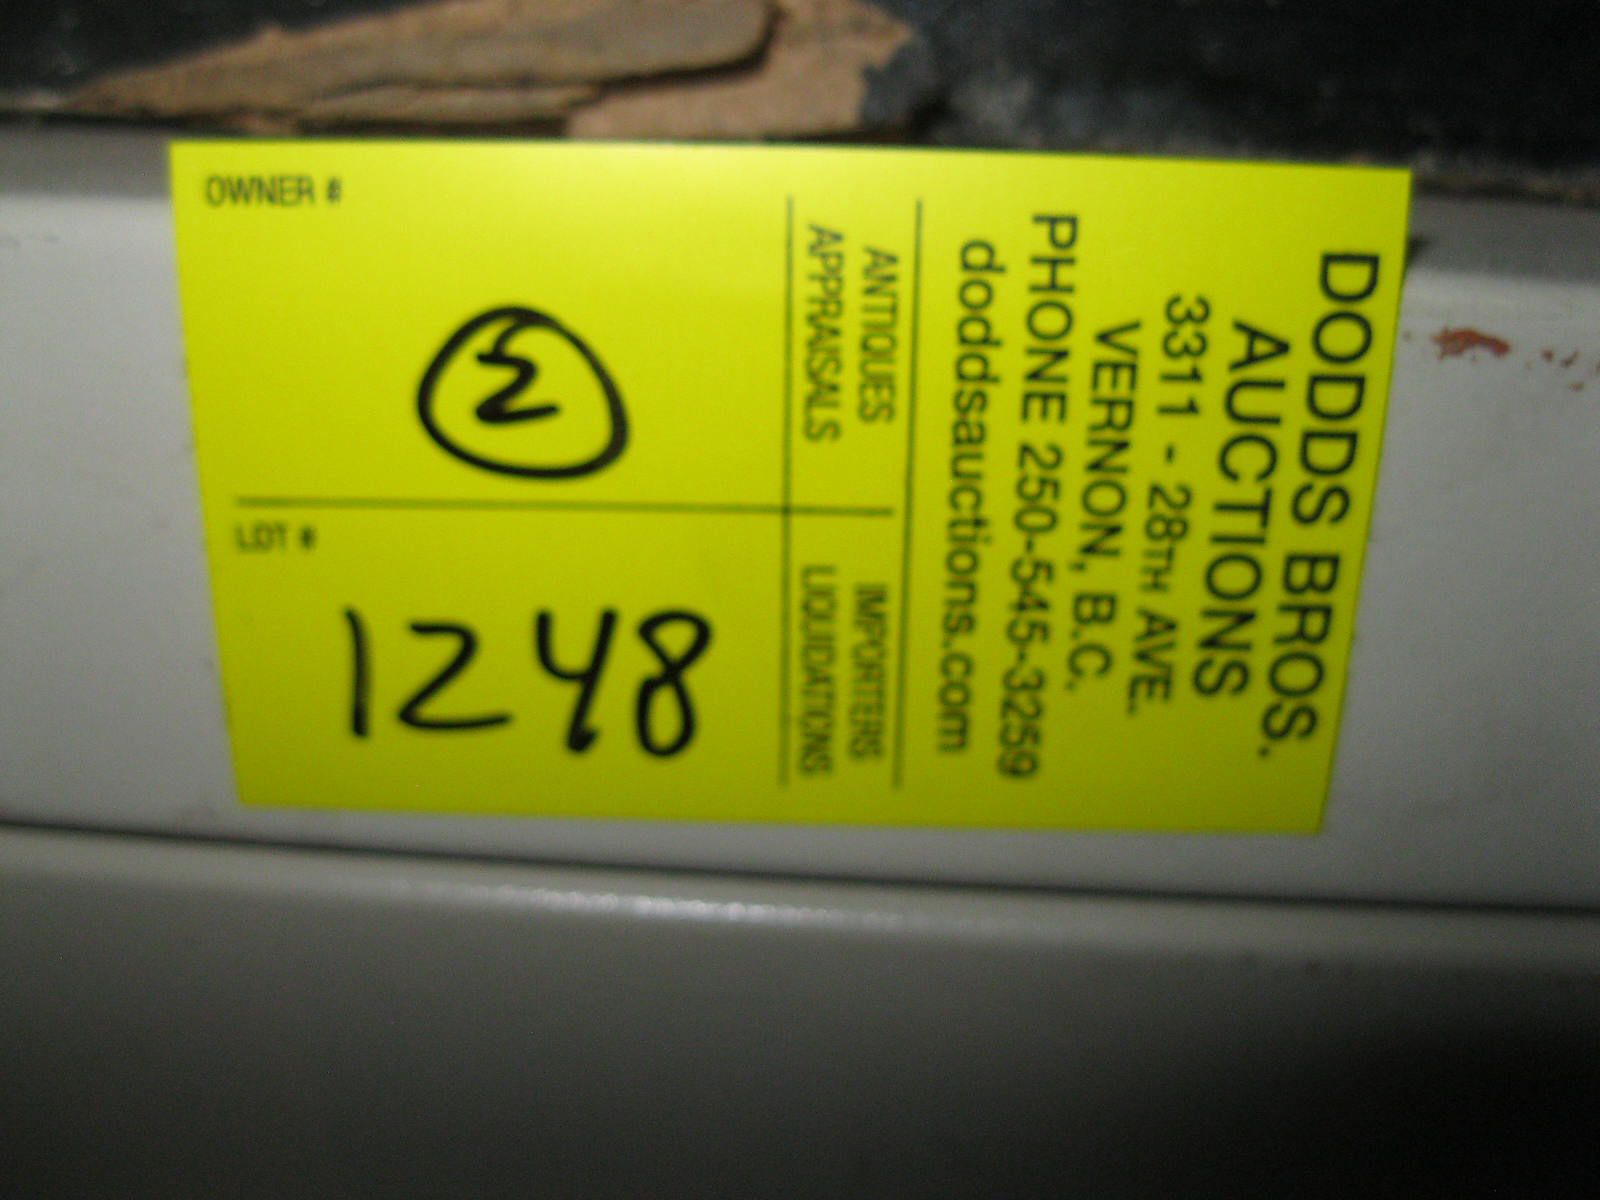 DODDS BROS.
AUCTIONS
3311 - 28TH AVE.
VERNON, B.C.
PHONE 250-545-3259
doddsauctions.com
ANTIQUES
APPRAISALS
IMPORTERS
LIQUIDATIONS
OWNER #
LOT #
1248